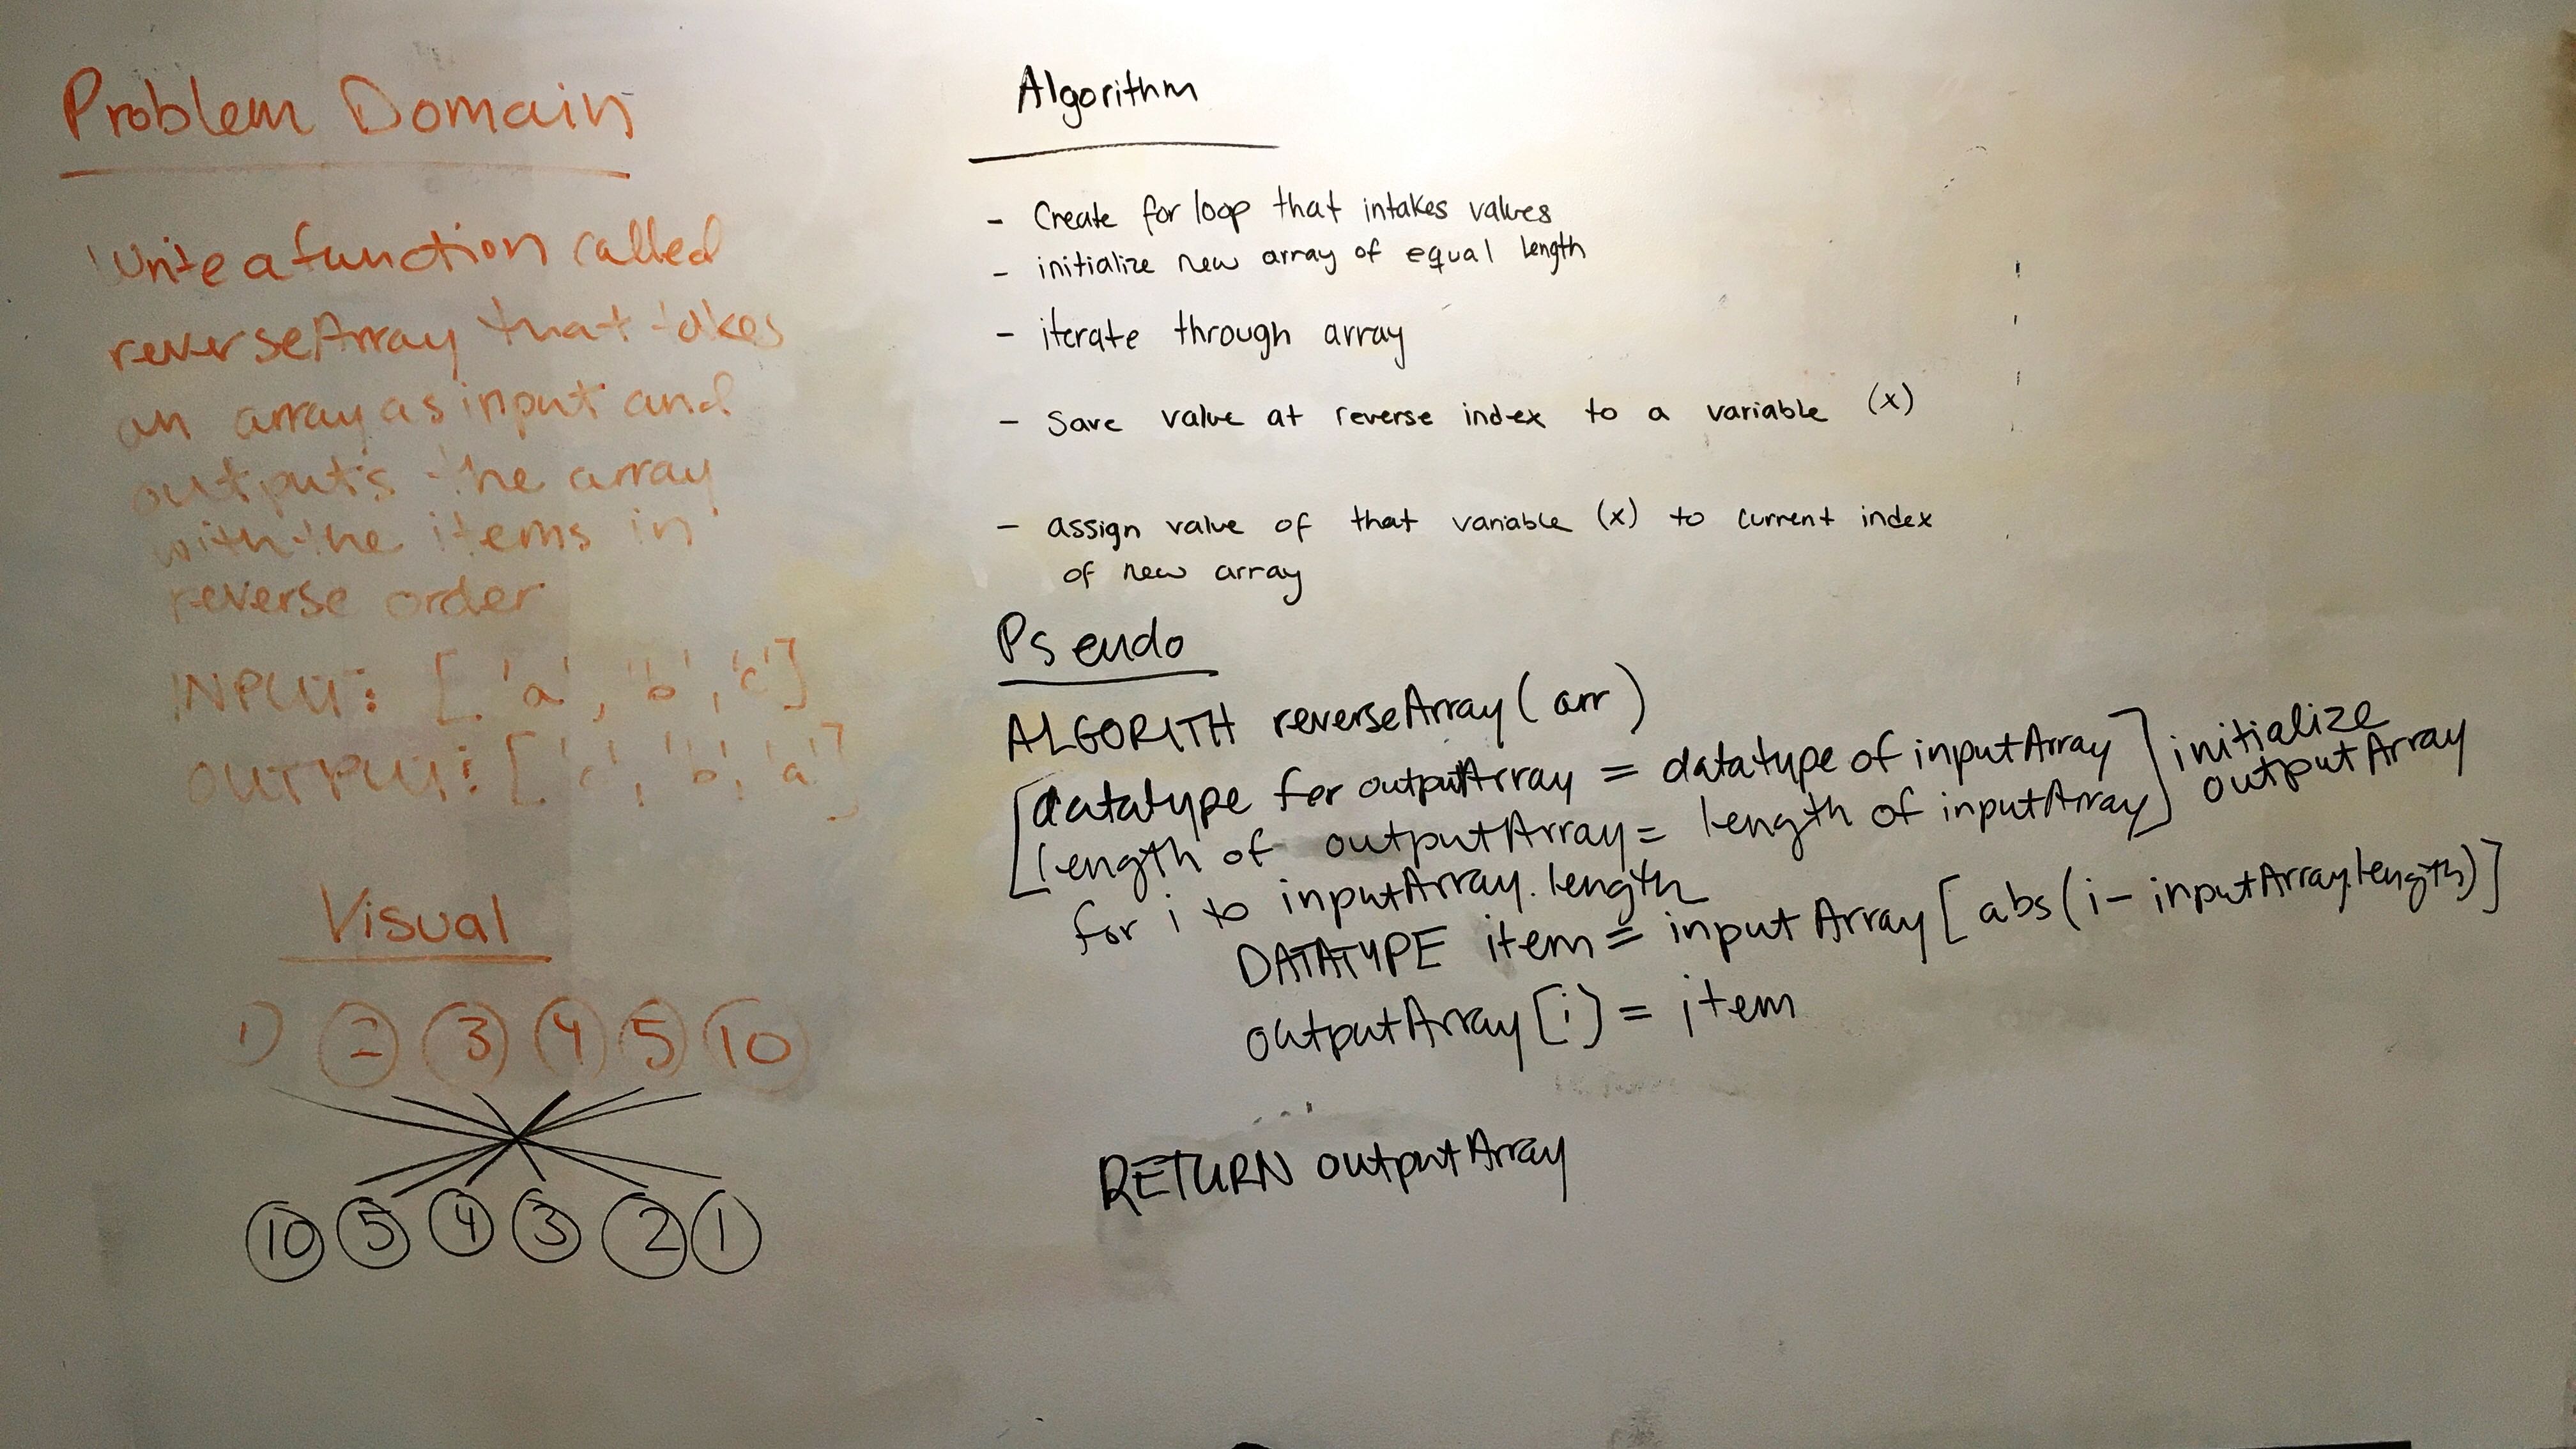 Problem Domain
Write a function called
reverseArray that takes
an array as input and
outputs the array
with the items in
reverse order
INPUT: ['a', 'b', 'c']
OUTPUT: ['c', 'b', 'a']
Visual
1 2 3 4 5 10
10 5 4 3 2 1
Algorithm
- Create for loop that intakes values
- initialize new array of equal length
- iterate through array
- Save value at reverse index to a variable (x)
- assign value of that variable (x) to current index
of new array
Pseudo
ALGORITH reverseArray(arr)
[datatype for outputArray = datatype of inputArray] initialize
[length of outputArray = length of inputArray] outputArray
for i to inputArray.length
DATATYPE item = inputArray[abs(i-inputArray.length)]
outputArray[i] = item
RETURN outputArray